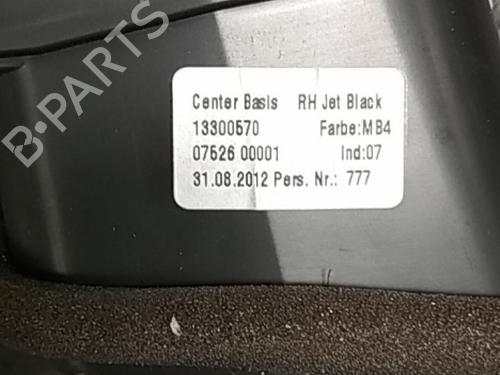 B-PARTS
Center Basis RH Jet Black
13300570 Farbe:MB4
07526 00001 Ind:07
31.08.2012 Pers. Nr.: 777